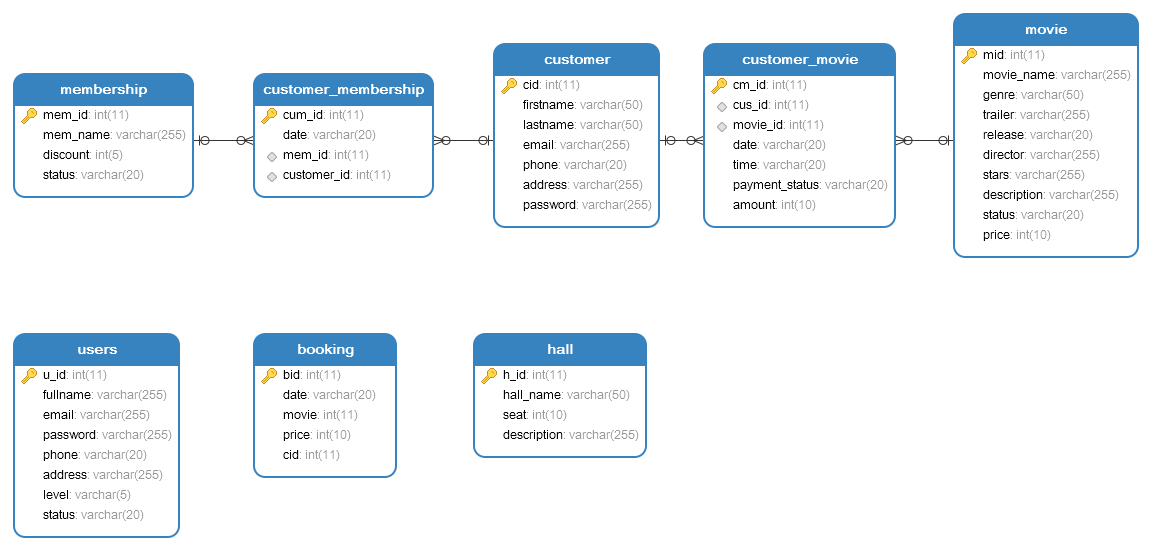 membership
mem_id: int(11)
mem_name: varchar(255)
discount: int(5)
status: varchar(20)
customer_membership
cum_id: int(11)
date: varchar(20)
mem_id: int(11)
customer_id: int(11)
customer
cid: int(11)
firstname: varchar(50)
lastname: varchar(50)
email: varchar(255)
phone: varchar(20)
address: varchar(255)
password: varchar(255)
customer_movie
cm_id: int(11)
cus_id: int(11)
movie_id: int(11)
date: varchar(20)
time: varchar(20)
payment_status: varchar(20)
amount: int(10)
movie
mid: int(11)
movie_name: varchar(255)
genre: varchar(50)
trailer: varchar(255)
release: varchar(20)
director: varchar(255)
stars: varchar(255)
description: varchar(255)
status: varchar(20)
price: int(10)
users
u_id: int(11)
fullname: varchar(255)
email: varchar(255)
password: varchar(255)
phone: varchar(20)
address: varchar(255)
level: varchar(5)
status: varchar(20)
booking
bid: int(11)
date: varchar(20)
movie: int(11)
price: int(10)
cid: int(11)
hall
h_id: int(11)
hall_name: varchar(50)
seat: int(10)
description: varchar(255)